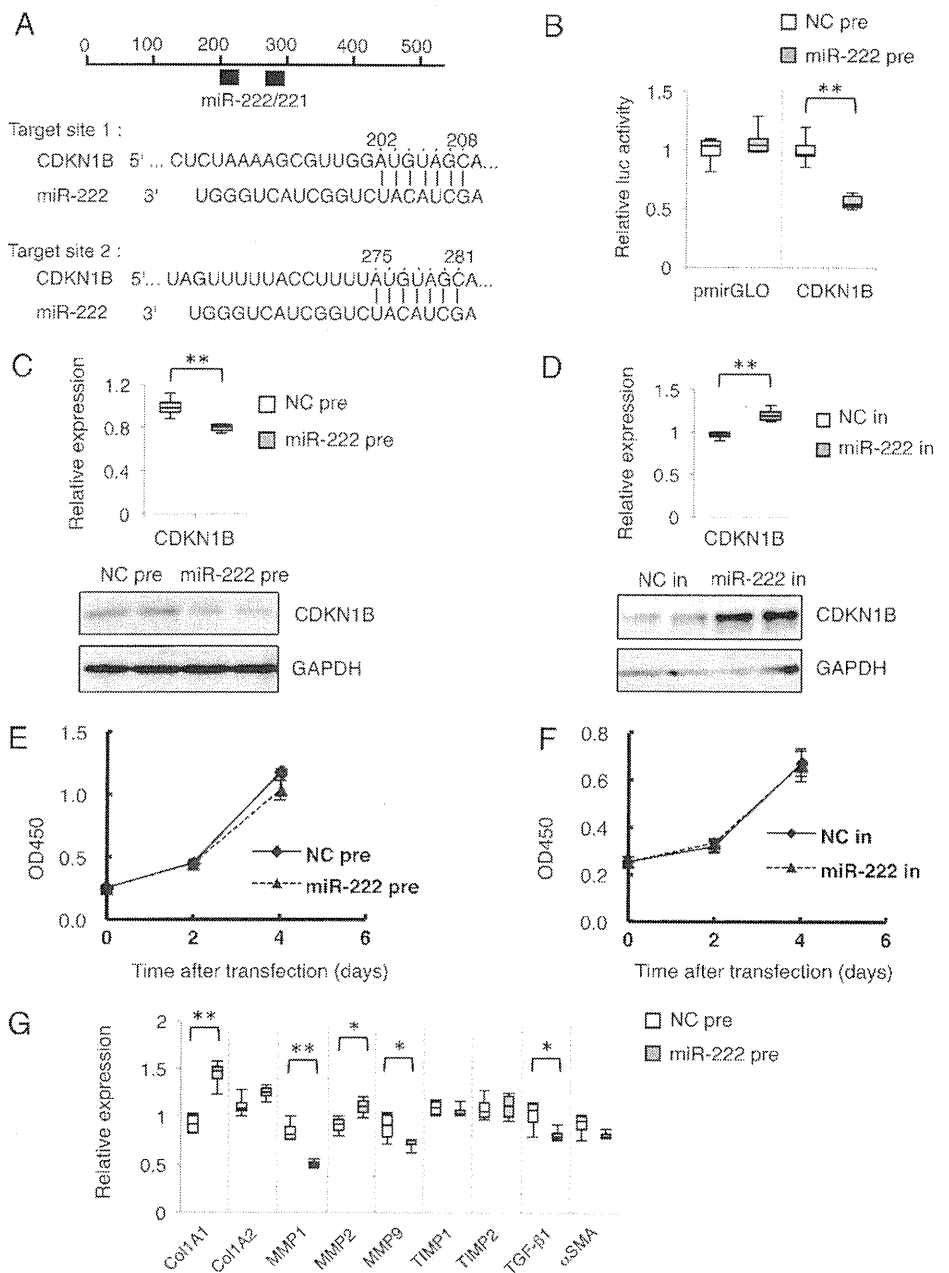 A
0 100 200 300 400 500
miR-222/221
Target site 1 :
202 208
CDKN1B 5' ... CUCUAAAAGCGUUGGAUGUAGCA...
miR-222 3' UGGGUCAUCGGUCUACAUCGA
Target site 2 :
275 281
CDKN1B 5'... UAGUUUUUACCUUUUAUGUAGCA...
miR-222 3' UGGGUCAUCGGUCUACAUCGA
B
NC pre
miR-222 pre
Relative luc activity
1.5
1
0.5
0
**
pmirGLO CDKN1B
C
Relative expression
1.2
0.8
0.4
0
**
NC pre
miR-222 pre
CDKN1B
NC pre miR-222 pre
CDKN1B
GAPDH
D
Relative expression
1.5
1
0.5
0
**
NC in
miR-222 in
CDKN1B
NC in miR-222 in
CDKN1B
GAPDH
E
OD450
1.5
1.0
0.5
0.0
NC pre
miR-222 pre
0 2 4 6
Time after transfection (days)
F
OD450
0.8
0.6
0.4
0.2
0.0
NC in
miR-222 in
0 2 4 6
Time after transfection (days)
G
Relative expression
2
1.5
1
0.5
0
** ** * * *
NC pre
miR-222 pre
Col1A1 Col1A2 MMP1 MMP2 MMP9 TIMP1 TIMP2 TGF-β1 αSMA